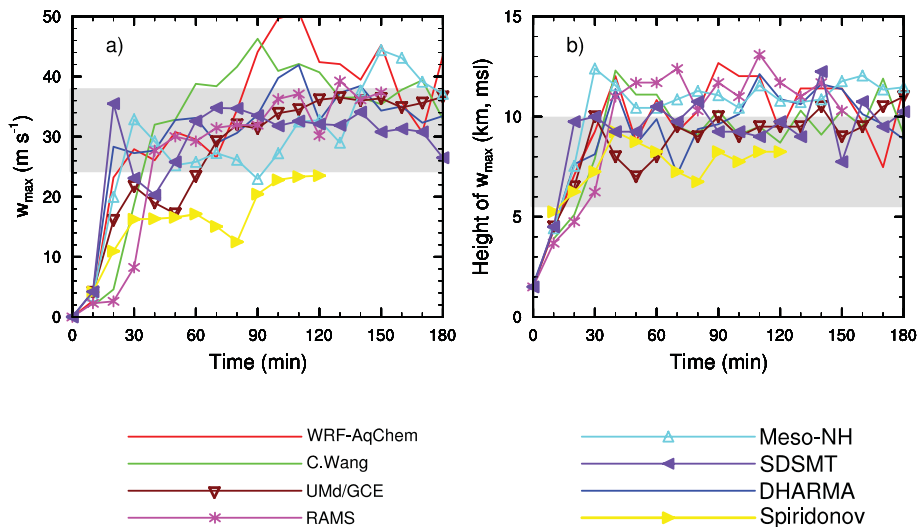 a)
50
40
30
20
10
0
w_max (m s⁻¹)
0 30 60 90 120 150 180
Time (min)
b)
15
10
5
0
Height of w_max (km, msl)
0 30 60 90 120 150 180
Time (min)
WRF-AqChem
C.Wang
UMd/GCE
RAMS
Meso-NH
SDSMT
DHARMA
Spiridonov